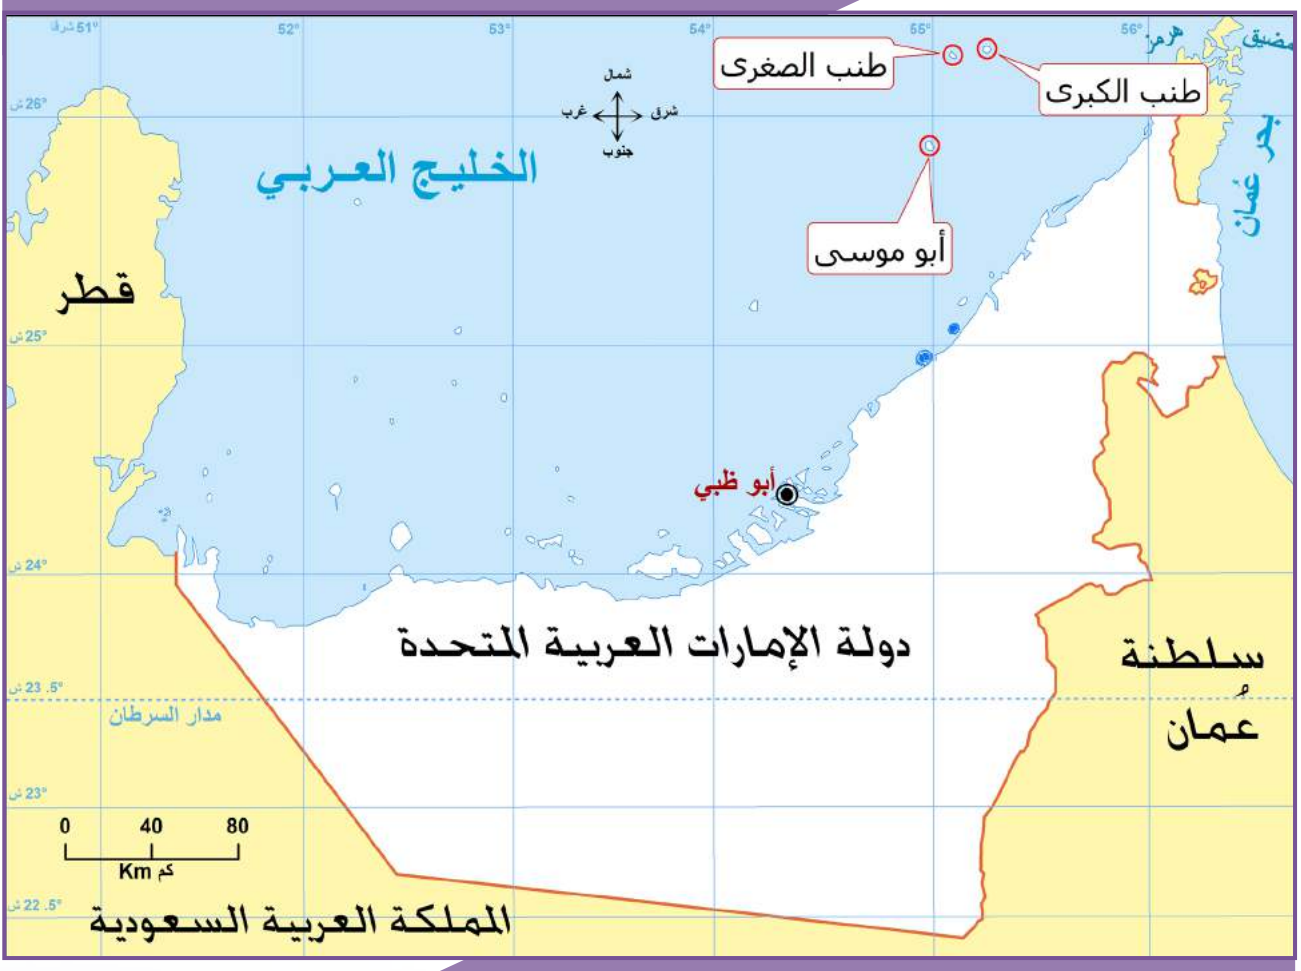 51° شرقا
52°
53°
54°
55°
56°
مضيق
هرمز
طنب الصغرى
طنب الكبرى
شمال
شرق
غرب
جنوب
26° ش
الخليج العربي
بحر عُمان
أبو موسى
قطر
25° ش
أبو ظبي
24° ش
دولة الإمارات العربية المتحدة
سلطنة
عُمان
23.5° ش
مدار السرطان
23° ش
0 40 80
Km كم
22.5° ش
المملكة العربية السعودية